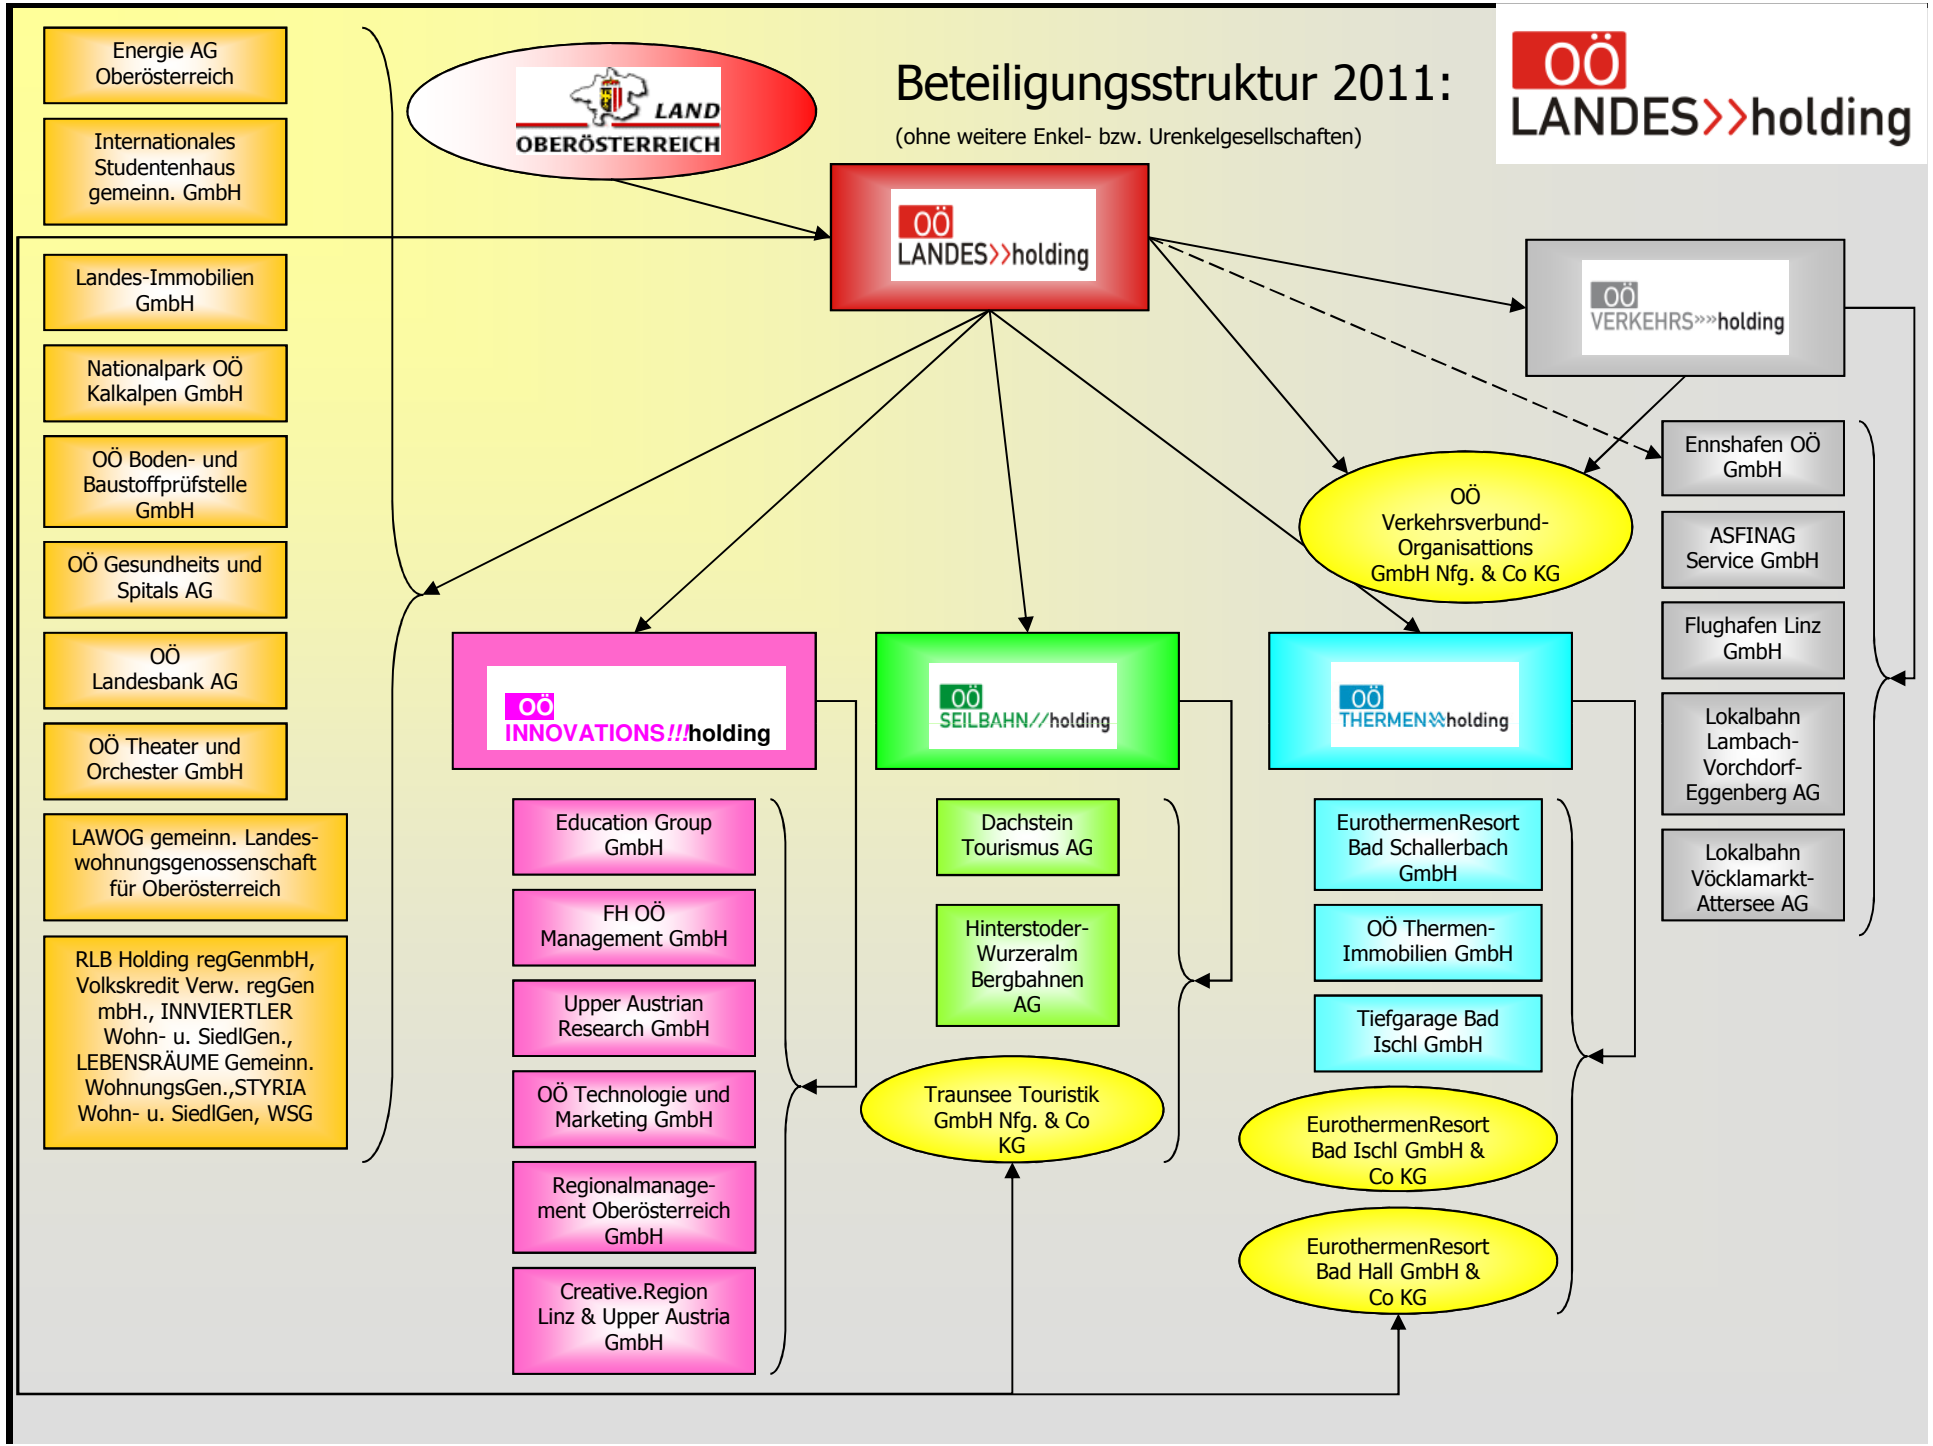 Beteiligungsstruktur 2011:
(ohne weitere Enkel- bzw. Urenkelgesellschaften)
OÖ
LANDES>>holding
LAND
OBERÖSTERREICH
OÖ
LANDES>>holding
OÖ
VERKEHRS»»holding
Energie AG
Oberösterreich
Internationales
Studentenhaus
gemeinn. GmbH
Landes-Immobilien
GmbH
Nationalpark OÖ
Kalkalpen GmbH
OÖ Boden- und
Baustoffprüfstelle
GmbH
OÖ Gesundheits und
Spitals AG
OÖ
Landesbank AG
OÖ Theater und
Orchester GmbH
LAWOG gemeinn. Landes-
wohnungsgenossenschaft
für Oberösterreich
RLB Holding regGenmbH,
Volkskredit Verw. regGen
mbH., INNVIERTLER
Wohn- u. SiedlGen.,
LEBENSRÄUME Gemeinn.
WohnungsGen.,STYRIA
Wohn- u. SiedlGen, WSG
OÖ
INNOVATIONS!!!holding
Education Group
GmbH
FH OÖ
Management GmbH
Upper Austrian
Research GmbH
OÖ Technologie und
Marketing GmbH
Regionalmanage-
ment Oberösterreich
GmbH
Creative.Region
Linz & Upper Austria
GmbH
OÖ
SEILBAHN//holding
Dachstein
Tourismus AG
Hinterstoder-
Wurzeralm
Bergbahnen
AG
Traunsee Touristik
GmbH Nfg. & Co
KG
OÖ
THERMEN holding
EurothermenResort
Bad Schallerbach
GmbH
OÖ Thermen-
Immobilien GmbH
Tiefgarage Bad
Ischl GmbH
EurothermenResort
Bad Ischl GmbH &
Co KG
EurothermenResort
Bad Hall GmbH &
Co KG
OÖ
Verkehrsverbund-
Organisattions
GmbH Nfg. & Co KG
Ennshafen OÖ
GmbH
ASFINAG
Service GmbH
Flughafen Linz
GmbH
Lokalbahn
Lambach-
Vorchdorf-
Eggenberg AG
Lokalbahn
Vöcklamarkt-
Attersee AG